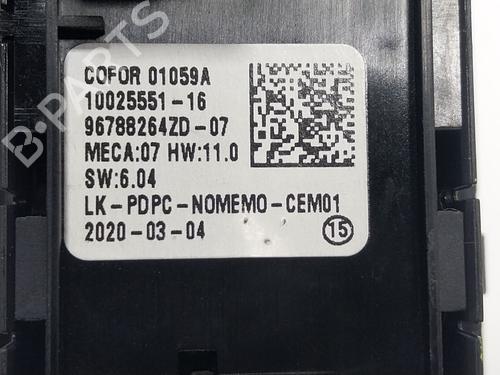 COFOR 01059A
10025551-16
96788264ZD-07
MECA:07 HW:11.0
SW:6.04
LK-PDPC-NOMEMO-CEM01
2020-03-04
15
B-PARTS